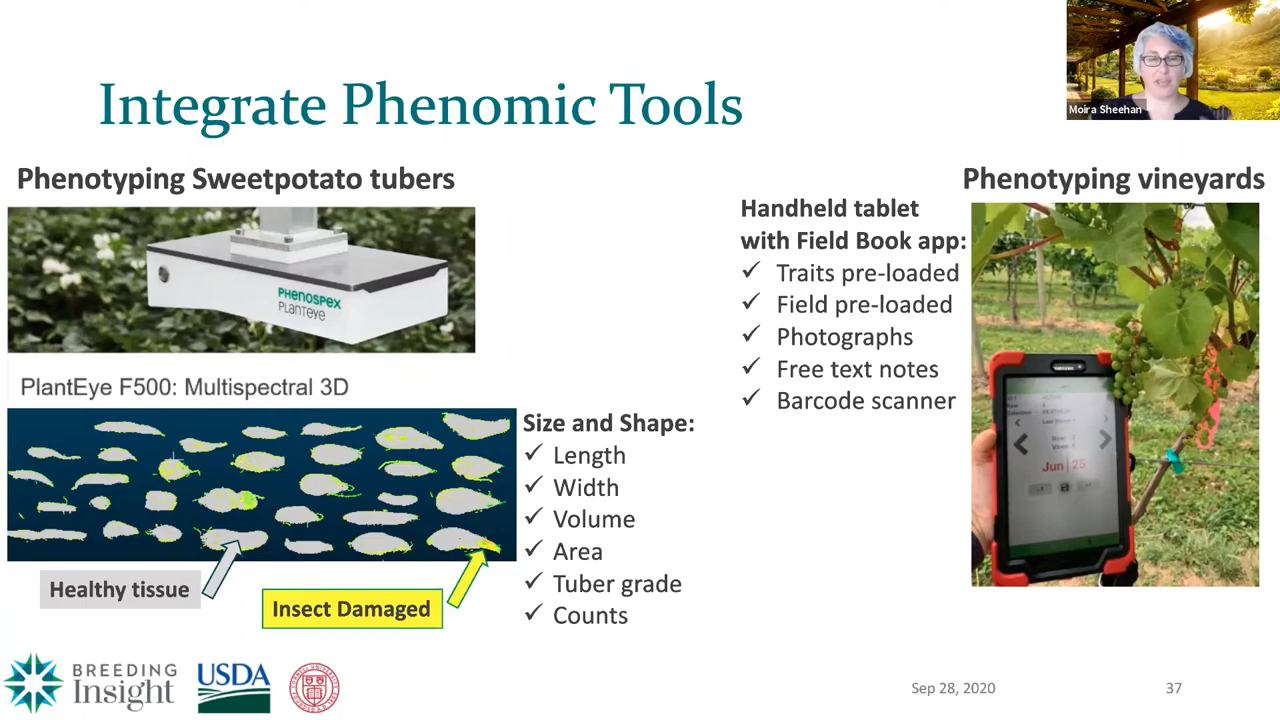 Integrate Phenomic Tools
Moira Sheehan
Phenotyping Sweetpotato tubers
PHENOSPEX
PLANTEYE
PlantEye F500: Multispectral 3D
Healthy tissue
Insect Damaged
Size and Shape:
✓ Length
✓ Width
✓ Volume
✓ Area
✓ Tuber grade
✓ Counts
Handheld tablet
with Field Book app:
✓ Traits pre-loaded
✓ Field pre-loaded
✓ Photographs
✓ Free text notes
✓ Barcode scanner
Phenotyping vineyards
SAMSUNG
Jun 25
BREEDING
Insight
USDA
Sep 28, 2020
37